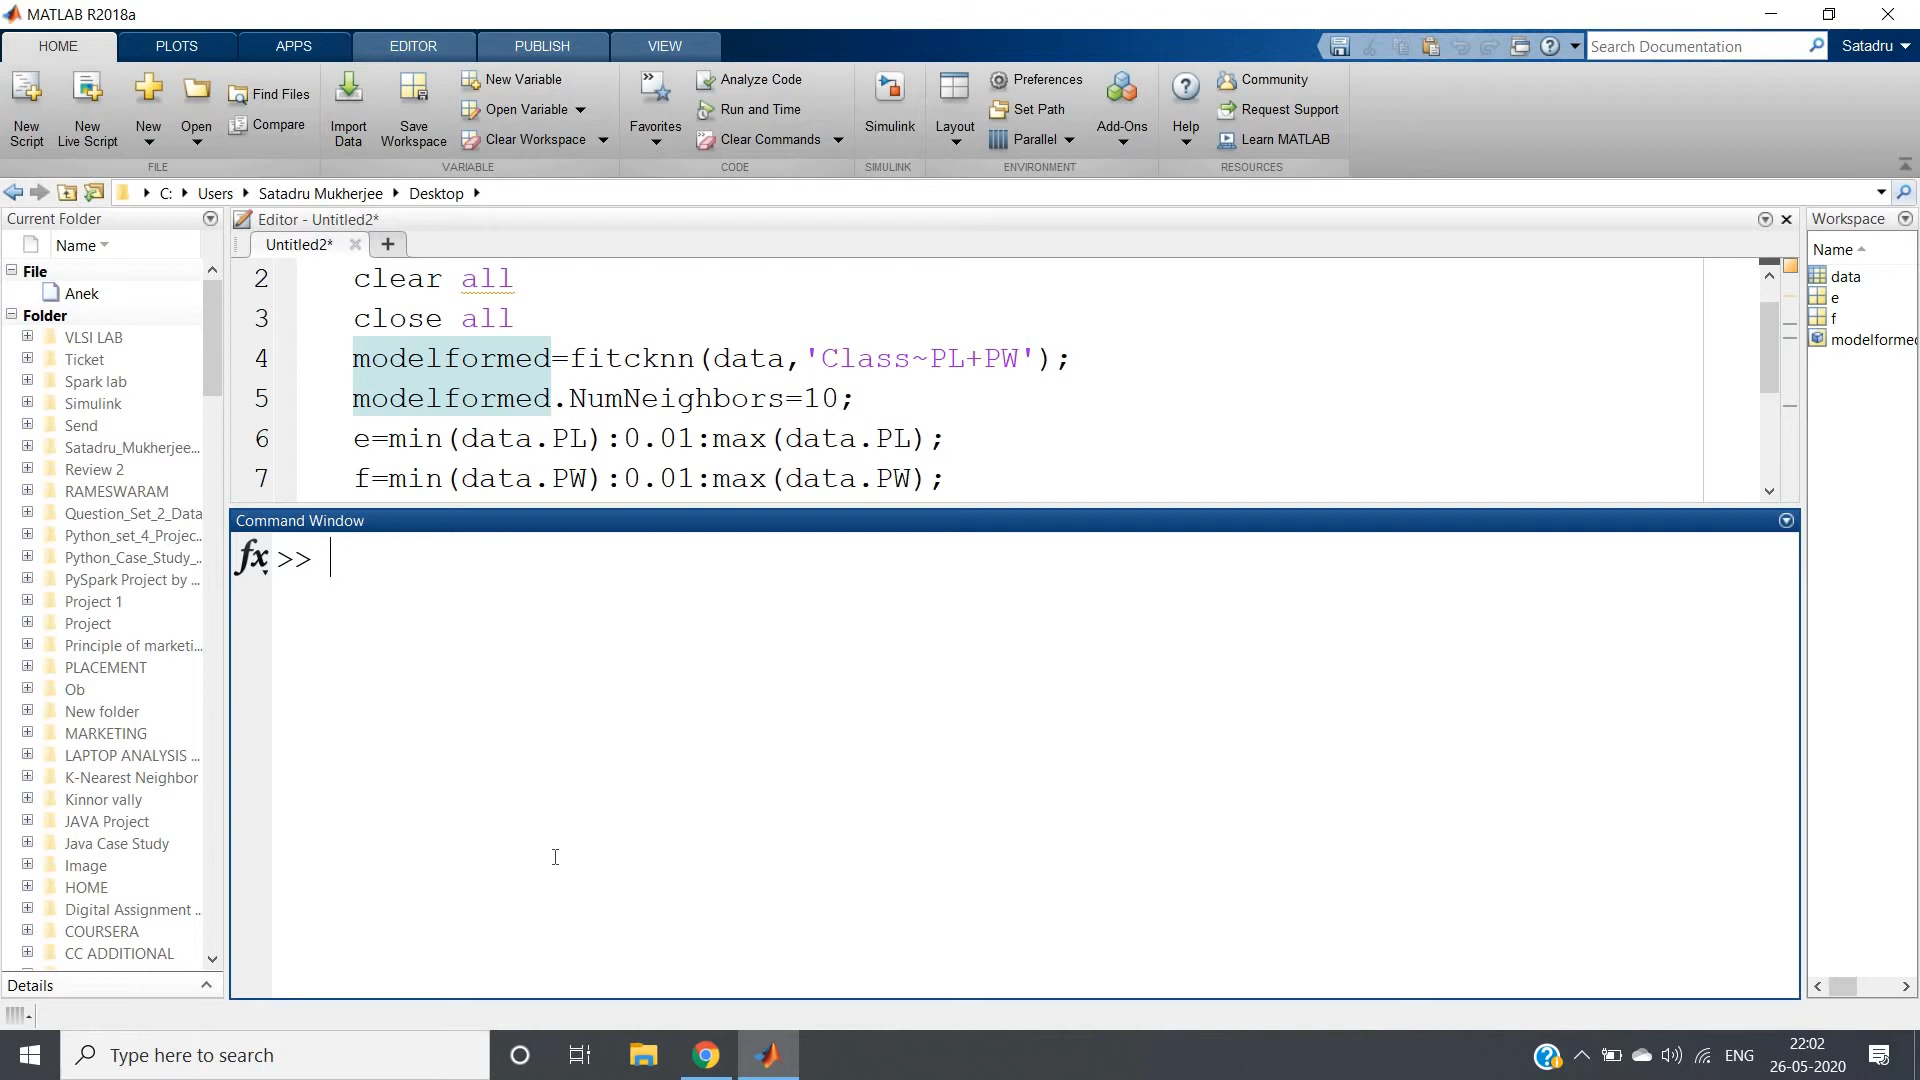 MATLAB R2018a
HOME PLOTS APPS EDITOR PUBLISH VIEW
Search Documentation
Satadru
New Script
New Live Script
New
Open
Find Files
Compare
FILE
Import Data
Save Workspace
New Variable
Open Variable
Clear Workspace
VARIABLE
Favorites
Analyze Code
Run and Time
Clear Commands
CODE
Simulink
SIMULINK
Layout
Preferences
Set Path
Parallel
Add-Ons
ENVIRONMENT
Help
Community
Request Support
Learn MATLAB
RESOURCES
C: Users Satadru Mukherjee Desktop
Current Folder
Name
File
Anek
Folder
VLSI LAB
Ticket
Spark lab
Simulink
Send
Satadru_Mukherjee...
Review 2
RAMESWARAM
Question_Set_2_Data
Python_set_4_Projec...
Python_Case_Study_...
PySpark Project by ...
Project 1
Project
Principle of marketi...
PLACEMENT
Ob
New folder
MARKETING
LAPTOP ANALYSIS ...
K-Nearest Neighbor
Kinnor vally
JAVA Project
Java Case Study
Image
HOME
Digital Assignment ...
COURSERA
CC ADDITIONAL
Details
Editor - Untitled2*
Untitled2*
2 clear all
3 close all
4 modelformed=fitcknn(data,'Class~PL+PW');
5 modelformed.NumNeighbors=10;
6 e=min(data.PL):0.01:max(data.PL);
7 f=min(data.PW):0.01:max(data.PW);
Command Window
fx >>
Workspace
Name
data
e
f
modelformed
Type here to search
ENG
22:02
26-05-2020